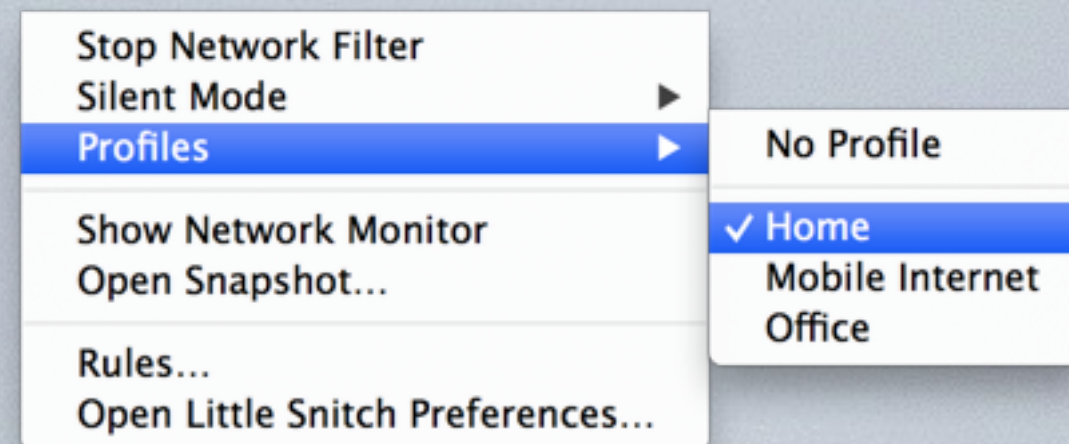 Stop Network Filter
Silent Mode
Profiles
Show Network Monitor
Open Snapshot...
Rules...
Open Little Snitch Preferences...
No Profile
✓ Home
Mobile Internet
Office